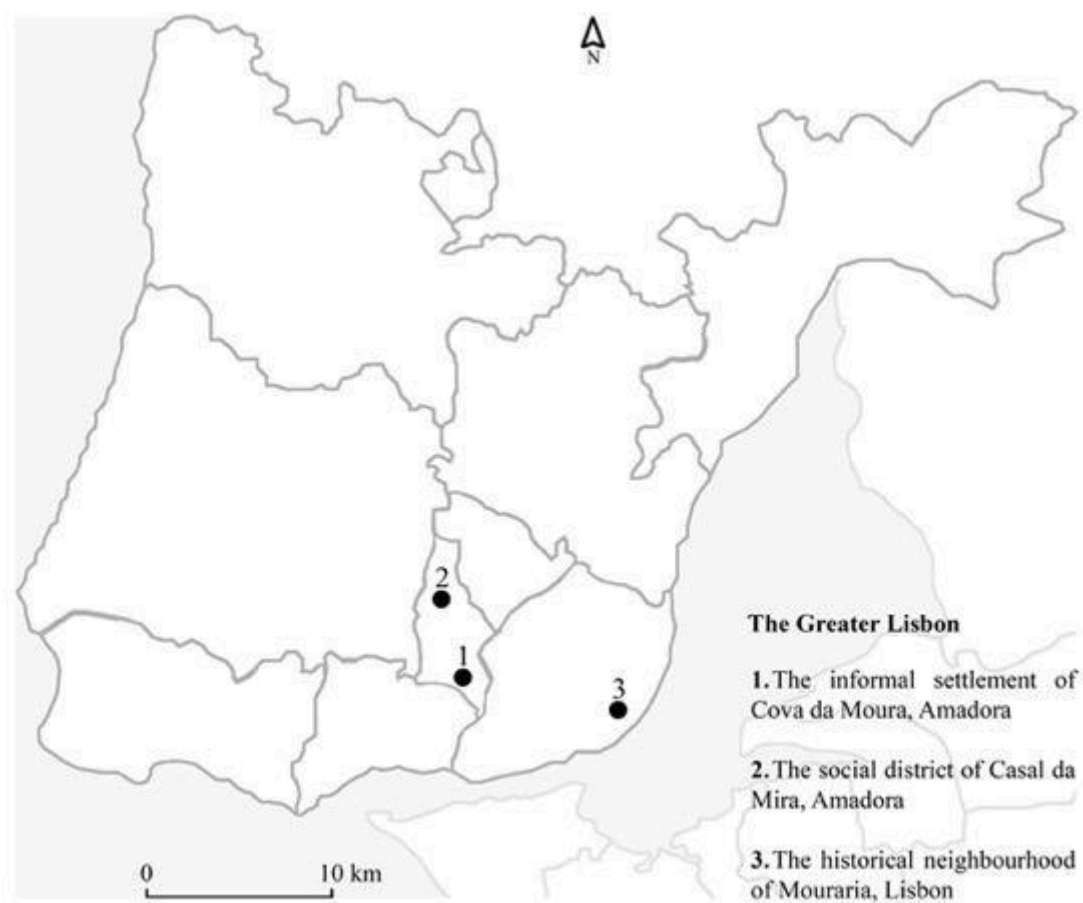 N
2
1
3
The Greater Lisbon
1.The informal settlement of
Cova da Moura, Amadora
2.The social district of Casal da
Mira, Amadora
3.The historical neighbourhood
of Mouraria, Lisbon
0 10 km